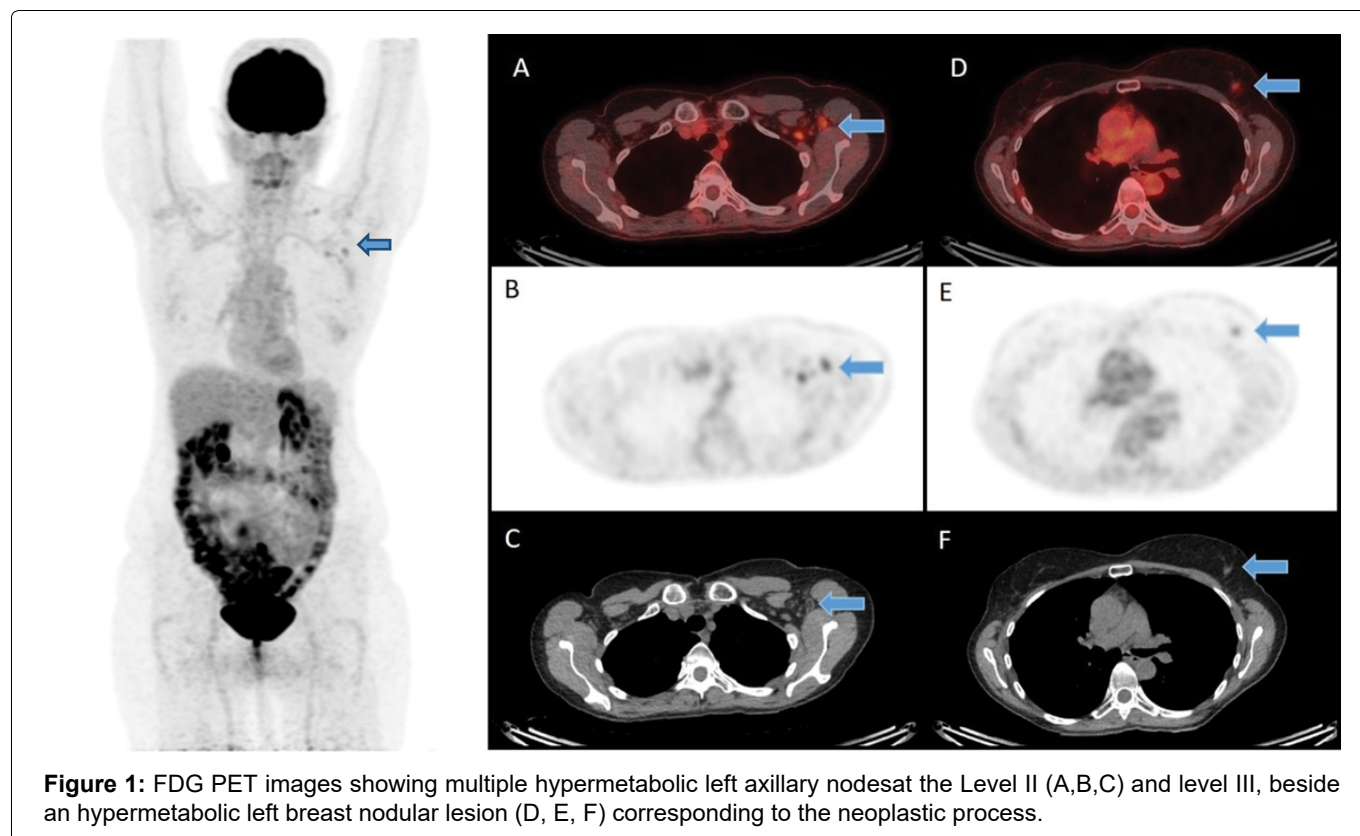 A
D
B
E
C
F
Figure 1: FDG PET images showing multiple hypermetabolic left axillary nodesat the Level II (A,B,C) and level III, beside
an hypermetabolic left breast nodular lesion (D, E, F) corresponding to the neoplastic process.